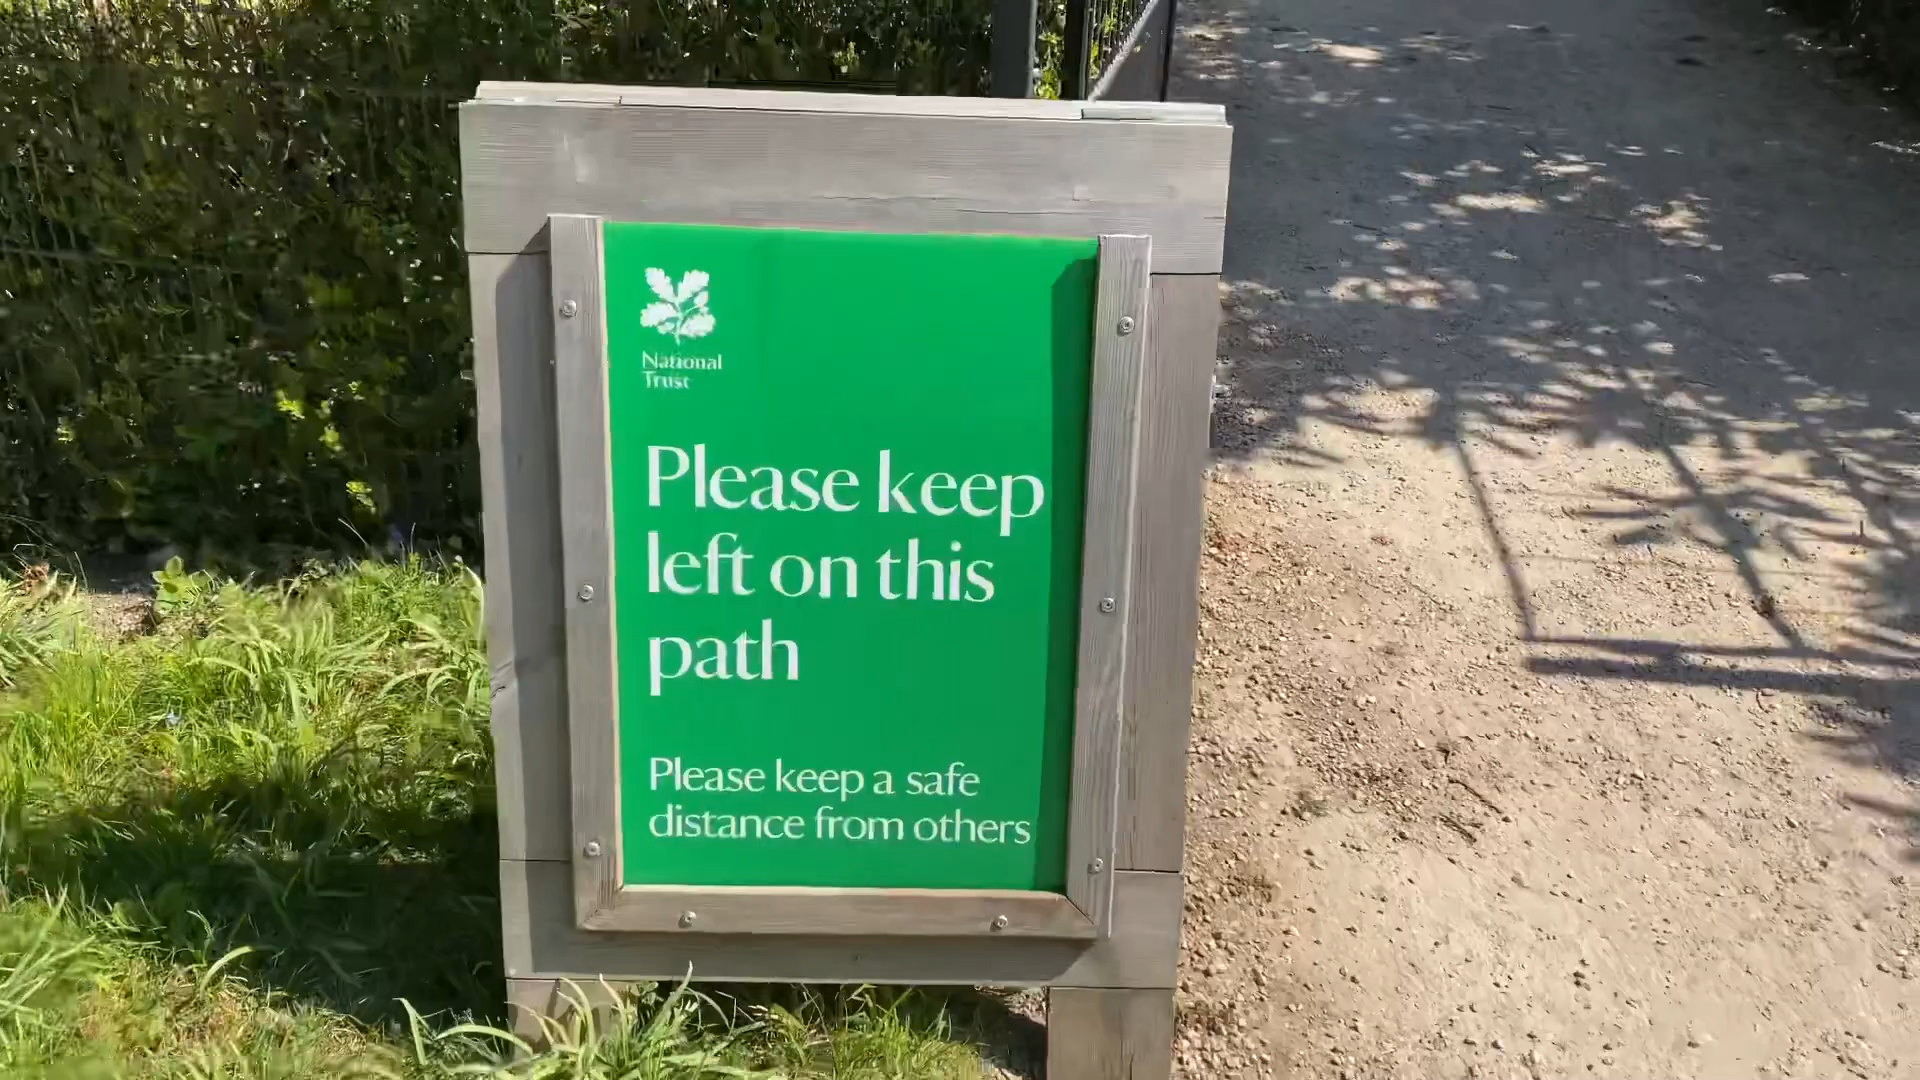 National
Trust
Please keep
left on this
path
Please keep a safe
distance from others